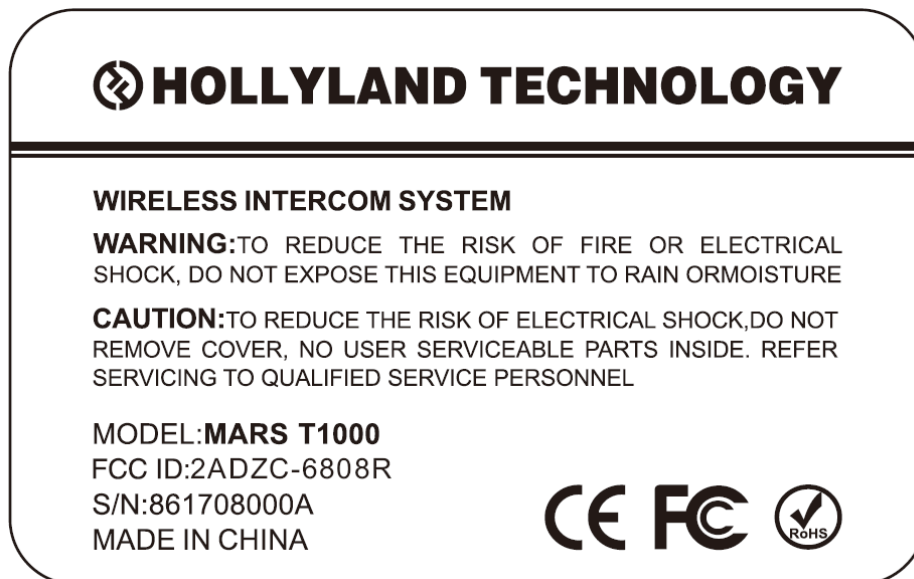 HOLLYLAND TECHNOLOGY
WIRELESS INTERCOM SYSTEM
WARNING:TO REDUCE THE RISK OF FIRE OR ELECTRICAL
SHOCK, DO NOT EXPOSE THIS EQUIPMENT TO RAIN ORMOISTURE
CAUTION:TO REDUCE THE RISK OF ELECTRICAL SHOCK,DO NOT
REMOVE COVER, NO USER SERVICEABLE PARTS INSIDE. REFER
SERVICING TO QUALIFIED SERVICE PERSONNEL
MODEL:MARS T1000
FCC ID:2ADZC-6808R
S/N:861708000A
MADE IN CHINA
CE FC RoHS